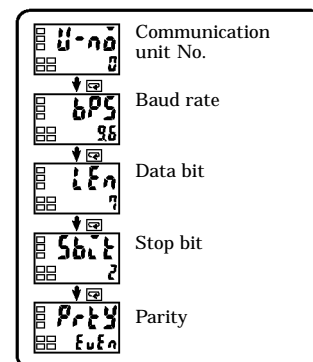 U-no
Communication
unit No.
0
bPS
Baud rate
9.6
LEn
Data bit
7
Sbit
Stop bit
2
PrtY
Parity
EuEn